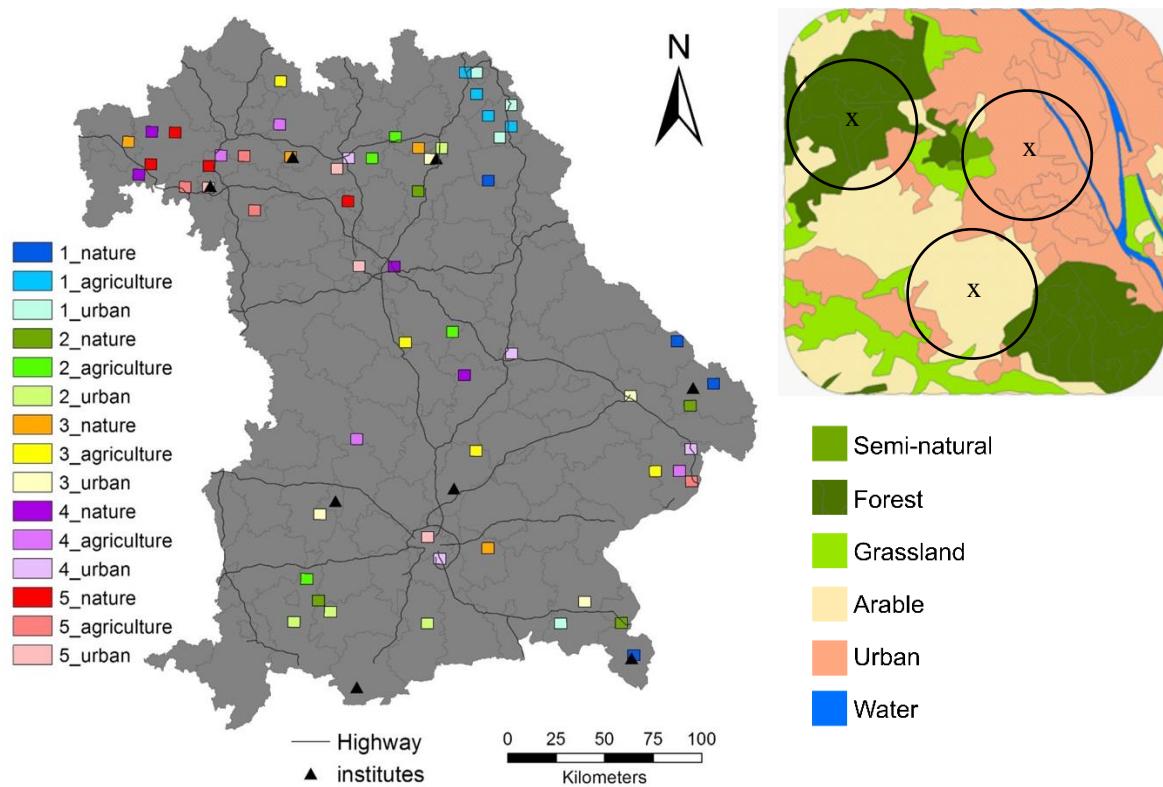 N
x
x
x
1_nature
1_agriculture
1_urban
2_nature
2_agriculture
2_urban
3_nature
3_agriculture
3_urban
4_nature
4_agriculture
4_urban
5_nature
5_agriculture
5_urban
Highway
institutes
0 25 50 75 100
Kilometers
Semi-natural
Forest
Grassland
Arable
Urban
Water